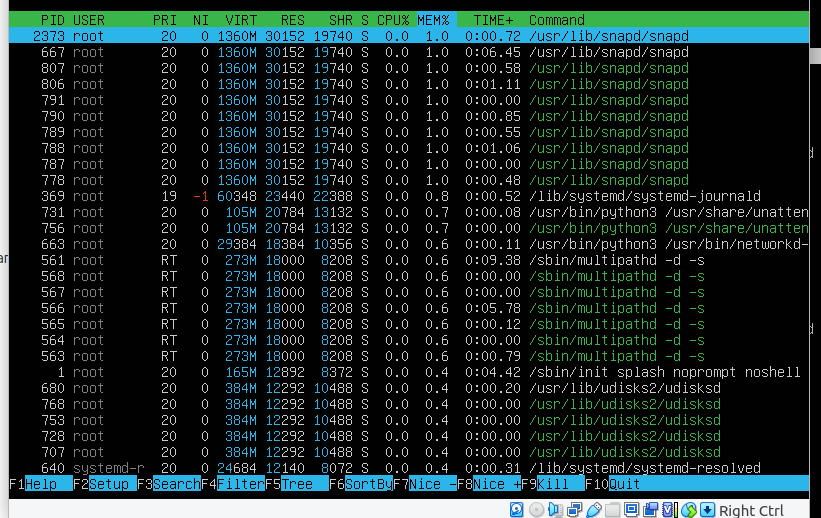 PID USER PRI NI VIRT RES SHR S CPU% MEM% TIME+ Command
2373 root 20 0 1360M 30152 19740 S 0.0 1.0 0:00.72 /usr/lib/snapd/snapd
667 root 20 0 1360M 30152 19740 S 0.0 1.0 0:06.45 /usr/lib/snapd/snapd
807 root 20 0 1360M 30152 19740 S 0.0 1.0 0:00.58 /usr/lib/snapd/snapd
806 root 20 0 1360M 30152 19740 S 0.0 1.0 0:01.11 /usr/lib/snapd/snapd
791 root 20 0 1360M 30152 19740 S 0.0 1.0 0:00.00 /usr/lib/snapd/snapd
790 root 20 0 1360M 30152 19740 S 0.0 1.0 0:00.85 /usr/lib/snapd/snapd
789 root 20 0 1360M 30152 19740 S 0.0 1.0 0:00.55 /usr/lib/snapd/snapd
788 root 20 0 1360M 30152 19740 S 0.0 1.0 0:01.06 /usr/lib/snapd/snapd
787 root 20 0 1360M 30152 19740 S 0.0 1.0 0:00.00 /usr/lib/snapd/snapd
778 root 20 0 1360M 30152 19740 S 0.0 1.0 0:00.48 /usr/lib/snapd/snapd
369 root 19 -1 60348 23440 22388 S 0.0 0.8 0:00.52 /lib/systemd/systemd-journald
731 root 20 0 105M 20784 13132 S 0.0 0.7 0:00.08 /usr/bin/python3 /usr/share/unatten
756 root 20 0 105M 20784 13132 S 0.0 0.7 0:00.00 /usr/bin/python3 /usr/share/unatten
663 root 20 0 29384 18384 10356 S 0.0 0.6 0:00.11 /usr/bin/python3 /usr/bin/networkd-
561 root RT 0 273M 18000 8208 S 0.0 0.6 0:09.38 /sbin/multipathd -d -s
568 root RT 0 273M 18000 8208 S 0.0 0.6 0:00.00 /sbin/multipathd -d -s
567 root RT 0 273M 18000 8208 S 0.0 0.6 0:00.00 /sbin/multipathd -d -s
566 root RT 0 273M 18000 8208 S 0.0 0.6 0:05.78 /sbin/multipathd -d -s
565 root RT 0 273M 18000 8208 S 0.0 0.6 0:00.12 /sbin/multipathd -d -s
564 root RT 0 273M 18000 8208 S 0.0 0.6 0:00.00 /sbin/multipathd -d -s
563 root RT 0 273M 18000 8208 S 0.0 0.6 0:00.79 /sbin/multipathd -d -s
1 root 20 0 165M 12892 8372 S 0.0 0.4 0:04.42 /sbin/init splash noprompt noshell
680 root 20 0 384M 12292 10488 S 0.0 0.4 0:00.20 /usr/lib/udisks2/udisksd
768 root 20 0 384M 12292 10488 S 0.0 0.4 0:00.00 /usr/lib/udisks2/udisksd
753 root 20 0 384M 12292 10488 S 0.0 0.4 0:00.00 /usr/lib/udisks2/udisksd
728 root 20 0 384M 12292 10488 S 0.0 0.4 0:00.00 /usr/lib/udisks2/udisksd
707 root 20 0 384M 12292 10488 S 0.0 0.4 0:00.00 /usr/lib/udisks2/udisksd
640 systemd-r 20 0 24684 12140 8072 S 0.0 0.4 0:00.31 /lib/systemd/systemd-resolved
F1Help F2Setup F3SearchF4FilterF5Tree F6SortByF7Nice -F8Nice +F9Kill F10Quit
Right Ctrl